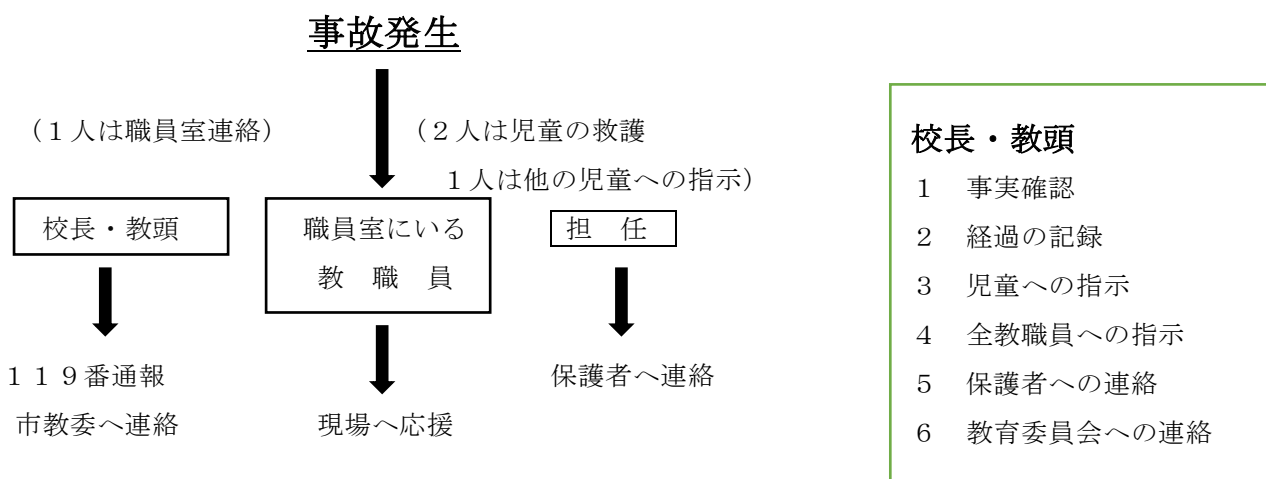 事故発生
（１人は職員室連絡）
（２人は児童の救護
１人は他の児童への指示）
校長・教頭
職員室にいる
教　職　員
担　任
１１９番通報
市教委へ連絡
現場へ応援
保護者へ連絡
校長・教頭
１　事実確認
２　経過の記録
３　児童への指示
４　全教職員への指示
５　保護者への連絡
６　教育委員会への連絡